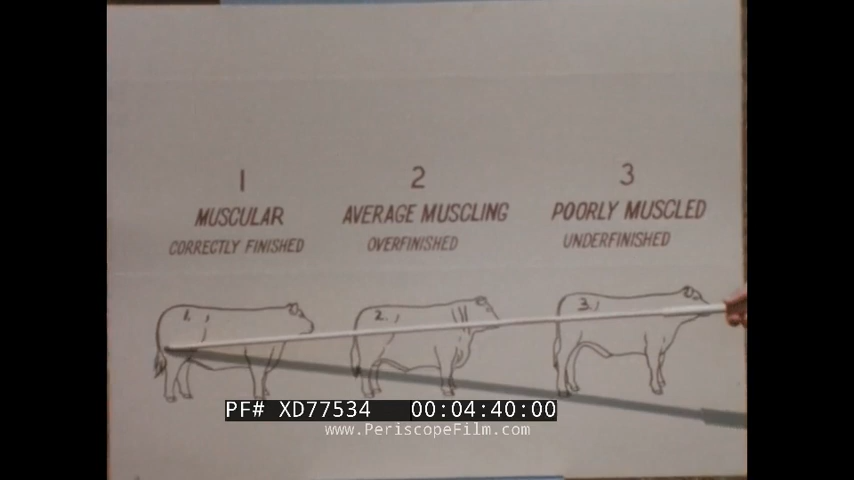 1 2 3
MUSCULAR AVERAGE MUSCLING POORLY MUSCLED
CORRECTLY FINISHED OVERFINISHED UNDERFINISHED
1. 2. 3.
PF# XD77534 00:04:40:00
www.PeriscopeFilm.com